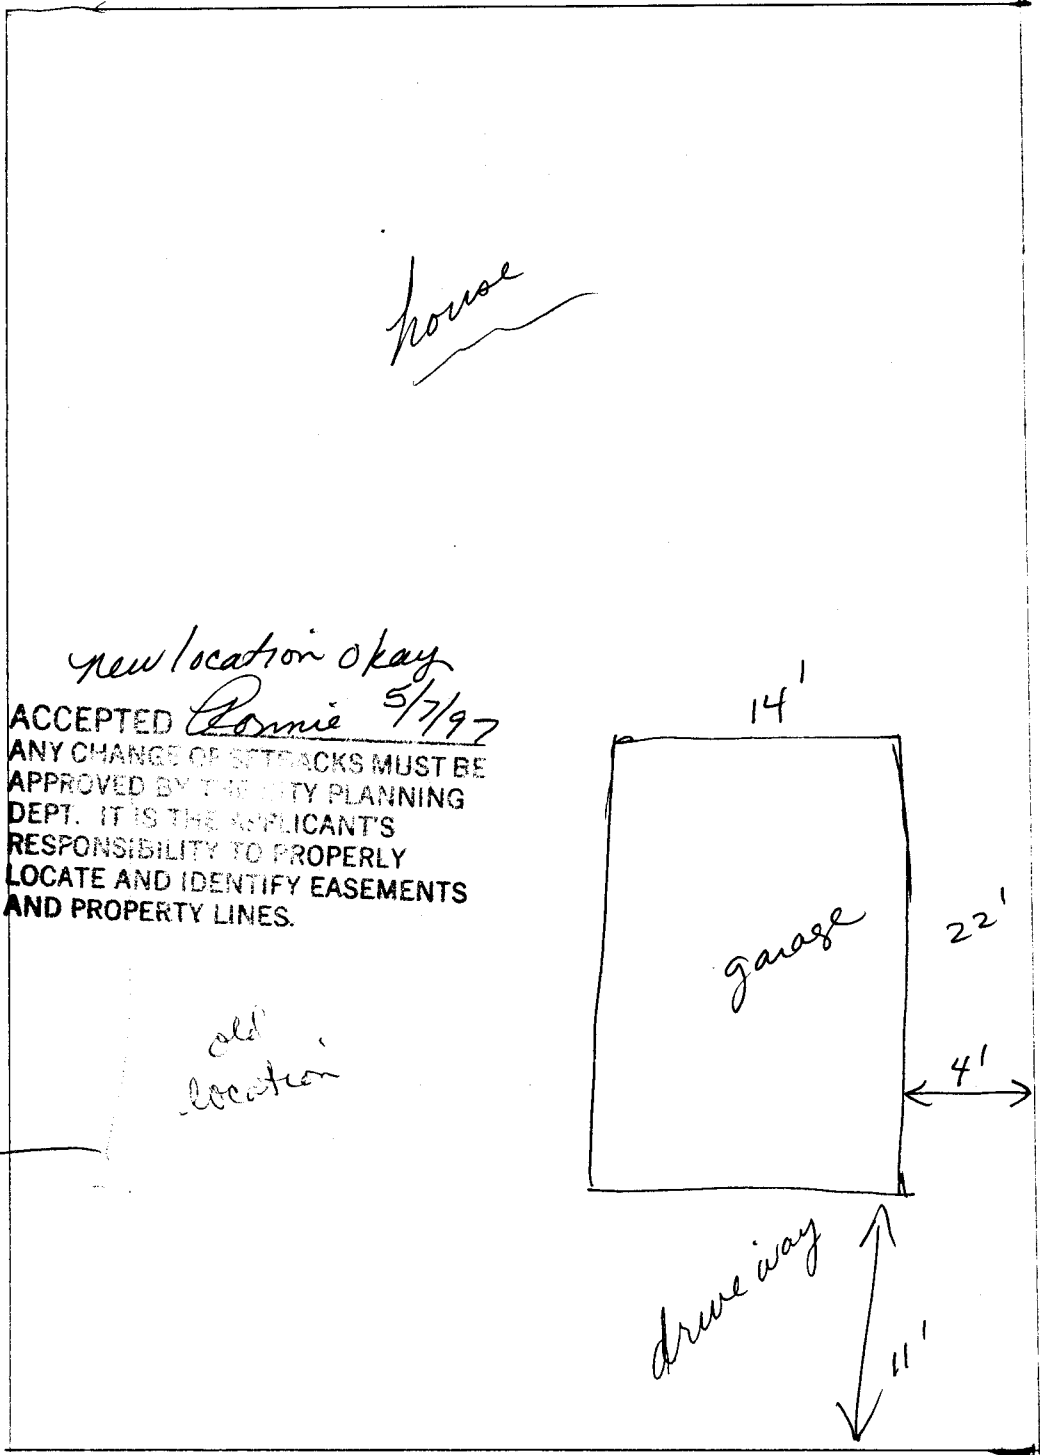 house
new location okay
ACCEPTED Ronnie 5/7/97
ANY CHANGE OF SETBACKS MUST BE
APPROVED BY THE CITY PLANNING
DEPT. IT IS THE APPLICANT'S
RESPONSIBILITY TO PROPERLY
LOCATE AND IDENTIFY EASEMENTS
AND PROPERTY LINES.
14'
garage
22'
old
location
4'
driveway
11'